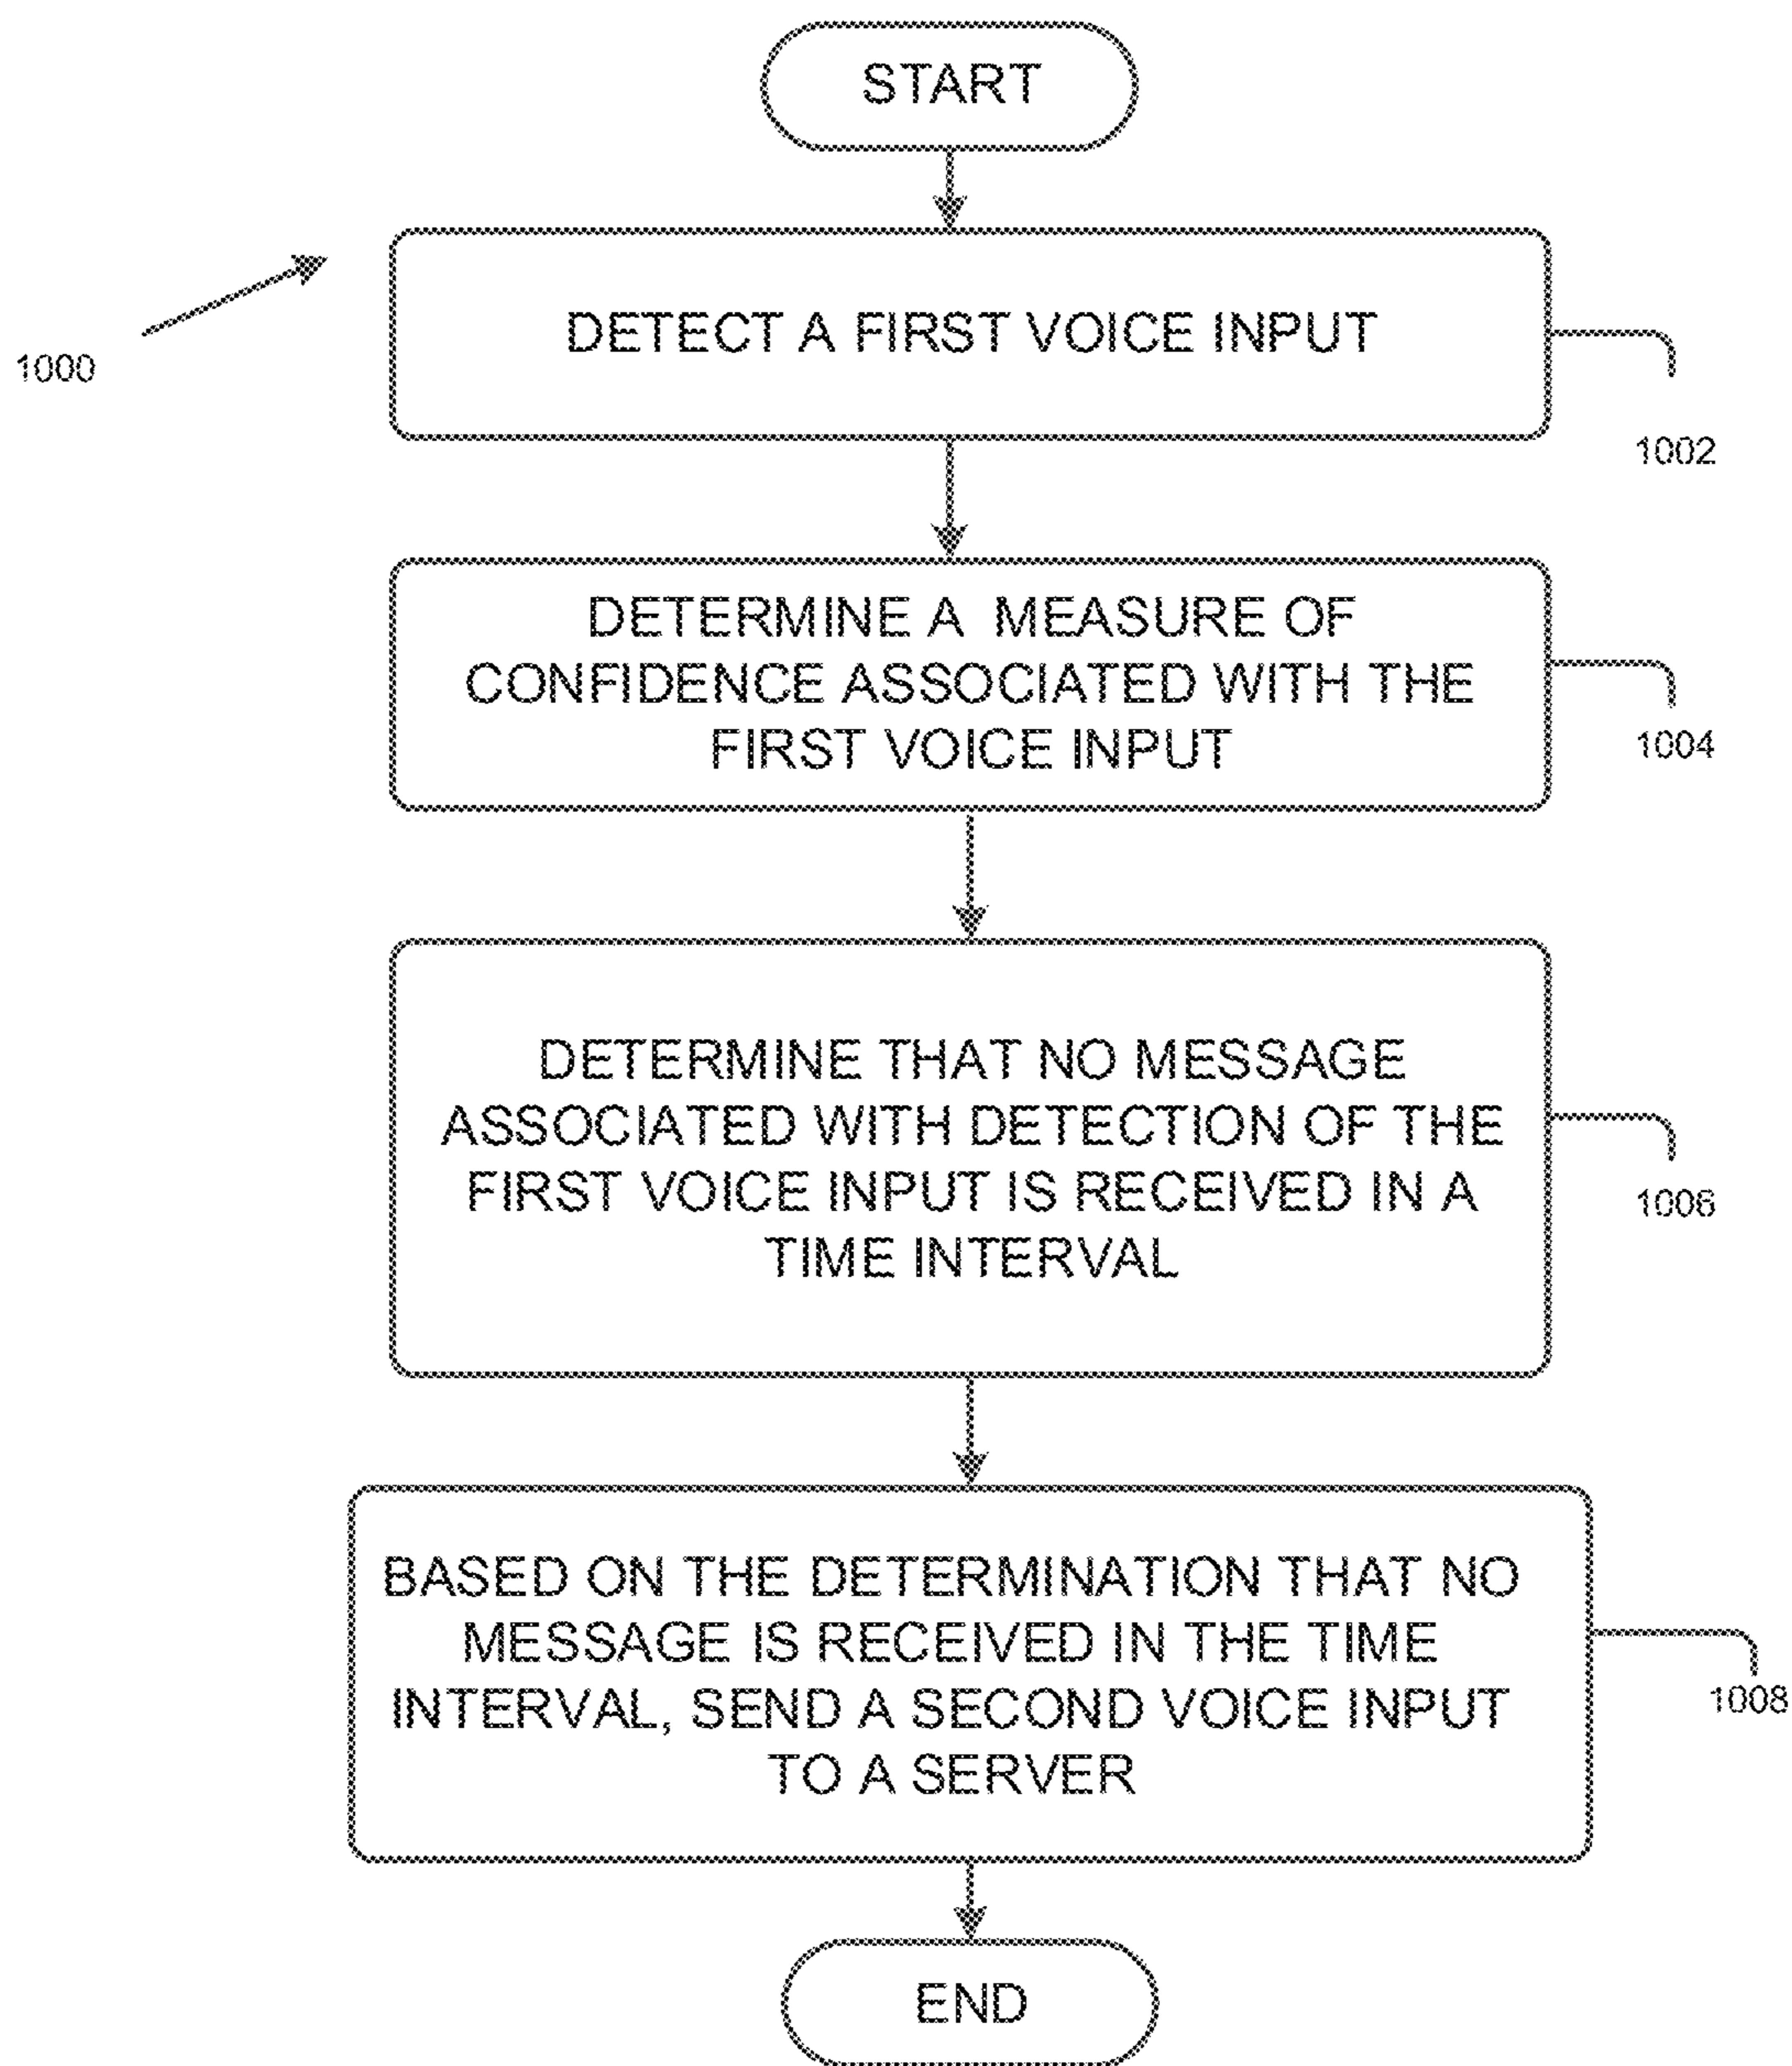 START
1000
DETECT A FIRST VOICE INPUT
1002
DETERMINE A MEASURE OF
CONFIDENCE ASSOCIATED WITH THE
FIRST VOICE INPUT
1004
DETERMINE THAT NO MESSAGE
ASSOCIATED WITH DETECTION OF THE
FIRST VOICE INPUT IS RECEIVED IN A
TIME INTERVAL
1006
BASED ON THE DETERMINATION THAT NO
MESSAGE IS RECEIVED IN THE TIME
INTERVAL, SEND A SECOND VOICE INPUT
TO A SERVER
1008
END